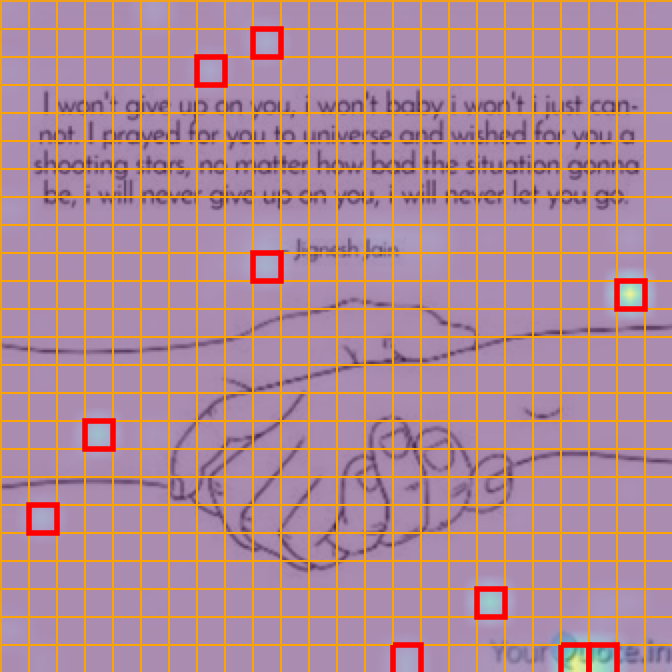 I won't give up on you, i won't baby i won't i just can-
not. I prayed for you to universe and wished for you a
shooting stars, no matter how bad the situation gonna
be, i will never give up on you, i will never let you go.
- Jignesh Jain
YourQuote.in